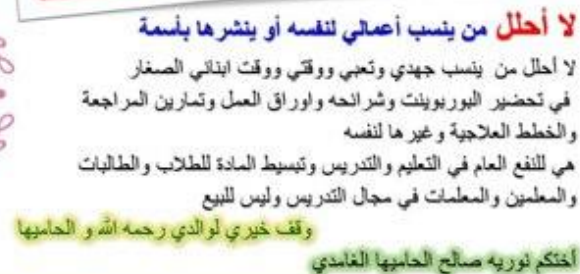 لا أحلل من ينسب أعمالي لنفسه أو ينشرها بأسمة
لا أحلل من ينسب جهدي وتعبي ووقتي ووقت ابنائي الصغار
في تحضير البوربوينت وشرائحه واوراق العمل وتمارين المراجعة
والخطط العلاجية وغيرها لنفسه
هي للنفع العام في التعليم والتدريس وتبسيط المادة للطلاب والطالبات
والمعلمين والمعلمات في مجال التدريس وليس للبيع
وقف خيري لوالدي رحمه الله و الحاميها
أختكم نوريه صالح الحاميها الغامدي